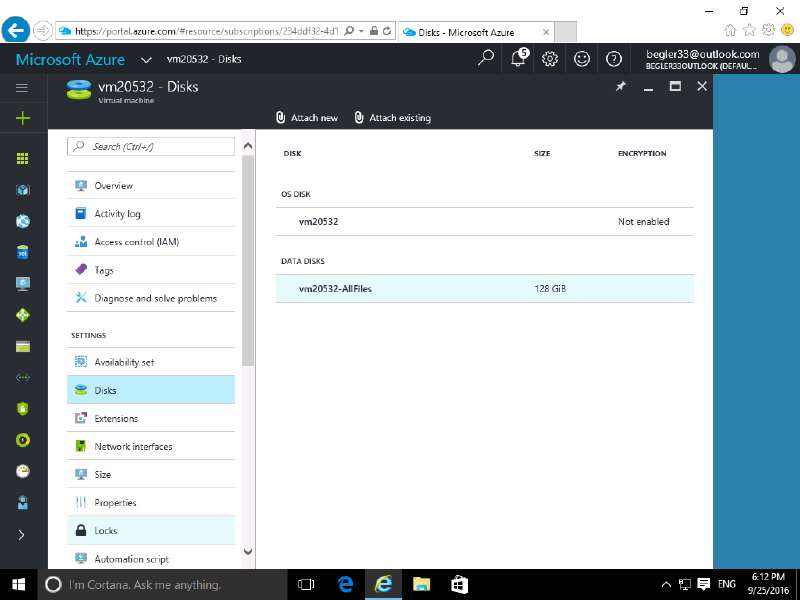 https://portal.azure.com/#resource/subscriptions/234ddf32-4d1
Disks - Microsoft Azure
Microsoft Azure
vm20532 - Disks
5
begler33@outlook.com
BEGLER33OUTLOOK (DEFAUL...
vm20532 - Disks
Virtual machine
Attach new
Attach existing
Search (Ctrl+/)
Overview
Activity log
Access control (IAM)
Tags
Diagnose and solve problems
SETTINGS
Availability set
Disks
Extensions
Network interfaces
Size
Properties
Locks
Automation script
DISK SIZE ENCRYPTION
OS DISK
vm20532 Not enabled
DATA DISKS
vm20532-AllFiles 128 GiB
I'm Cortana. Ask me anything.
ENG
6:12 PM
9/25/2016